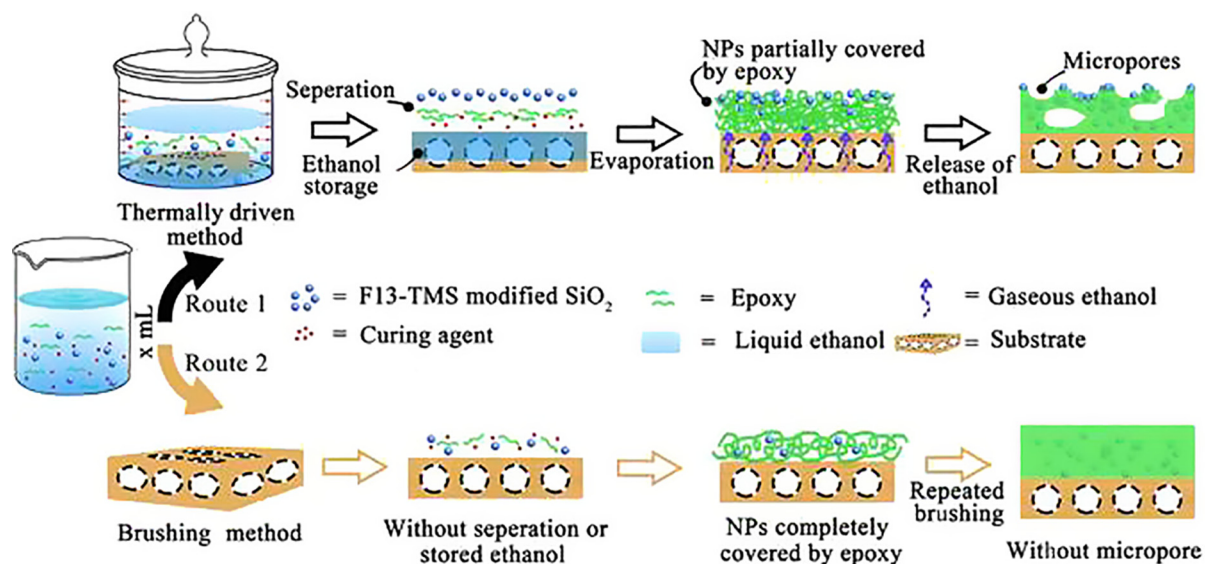 NPs partially covered
by epoxy
Micropores
Seperation
Ethanol
storage
Evaporation
Release of
ethanol
Thermally driven
method
Route 1
x mL
Route 2
= F13-TMS modified SiO₂
= Epoxy
= Gaseous ethanol
= Curing agent
= Liquid ethanol
= Substrate
Brushing method
Without seperation or
stored ethanol
NPs completely
covered by epoxy
Repeated
brushing
Without micropore